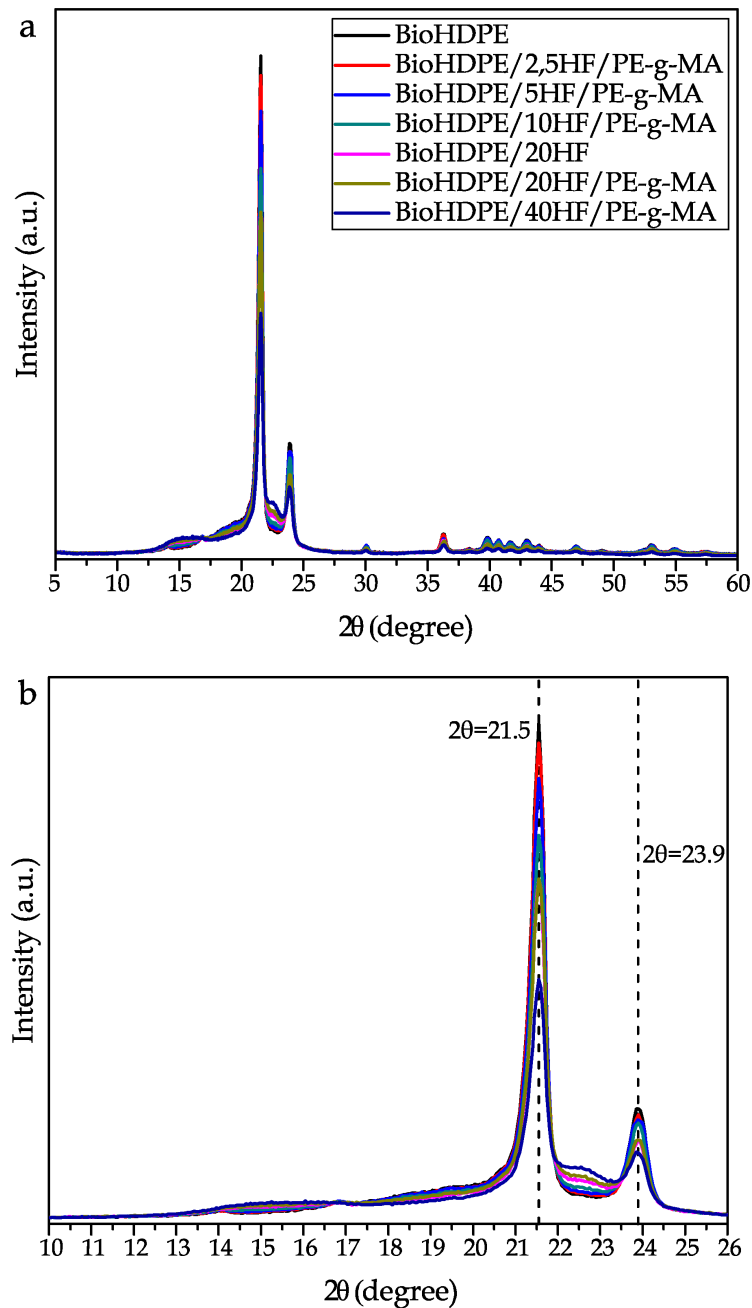 a
BioHDPE
BioHDPE/2,5HF/PE-g-MA
BioHDPE/5HF/PE-g-MA
BioHDPE/10HF/PE-g-MA
BioHDPE/20HF
BioHDPE/20HF/PE-g-MA
BioHDPE/40HF/PE-g-MA
Intensity (a.u.)
5 10 15 20 25 30 35 40 45 50 55 60
2θ (degree)
b
2θ=21.5
2θ=23.9
Intensity (a.u.)
10 11 12 13 14 15 16 17 18 19 20 21 22 23 24 25 26
2θ (degree)